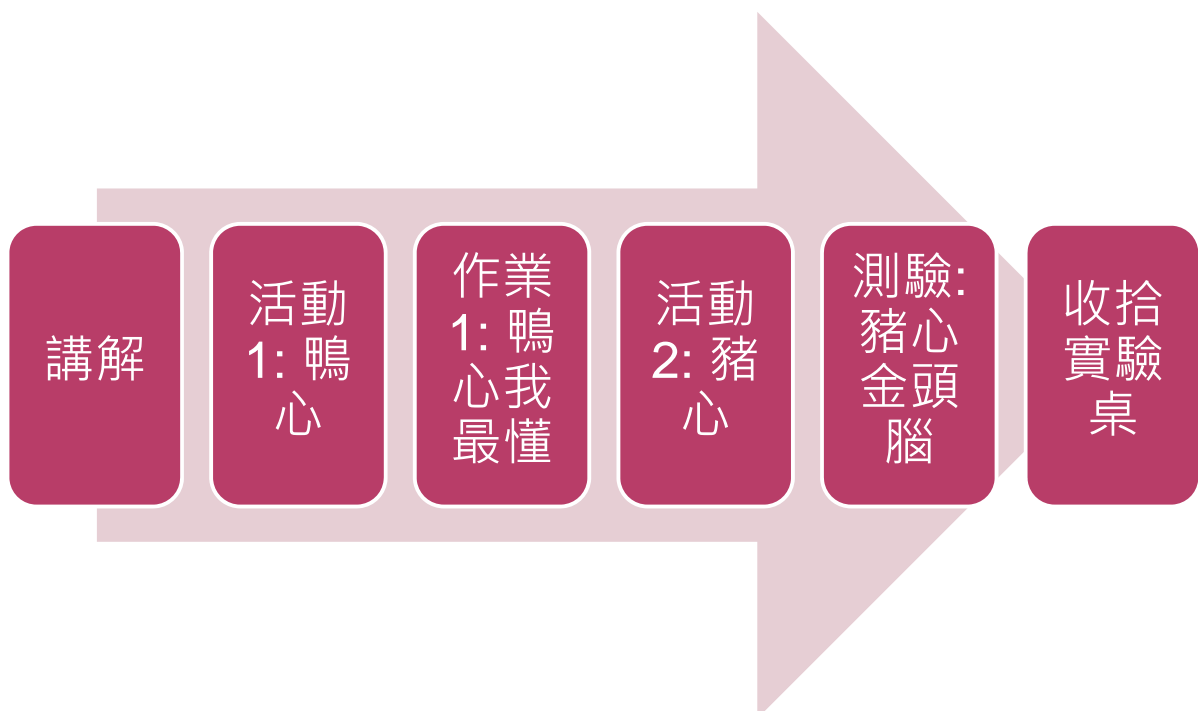 講解
活動
1: 鴨
心
作業
1: 鴨
心我
最懂
活動
2: 豬
心
測驗:
豬心
金頭
腦
收拾
實驗
桌